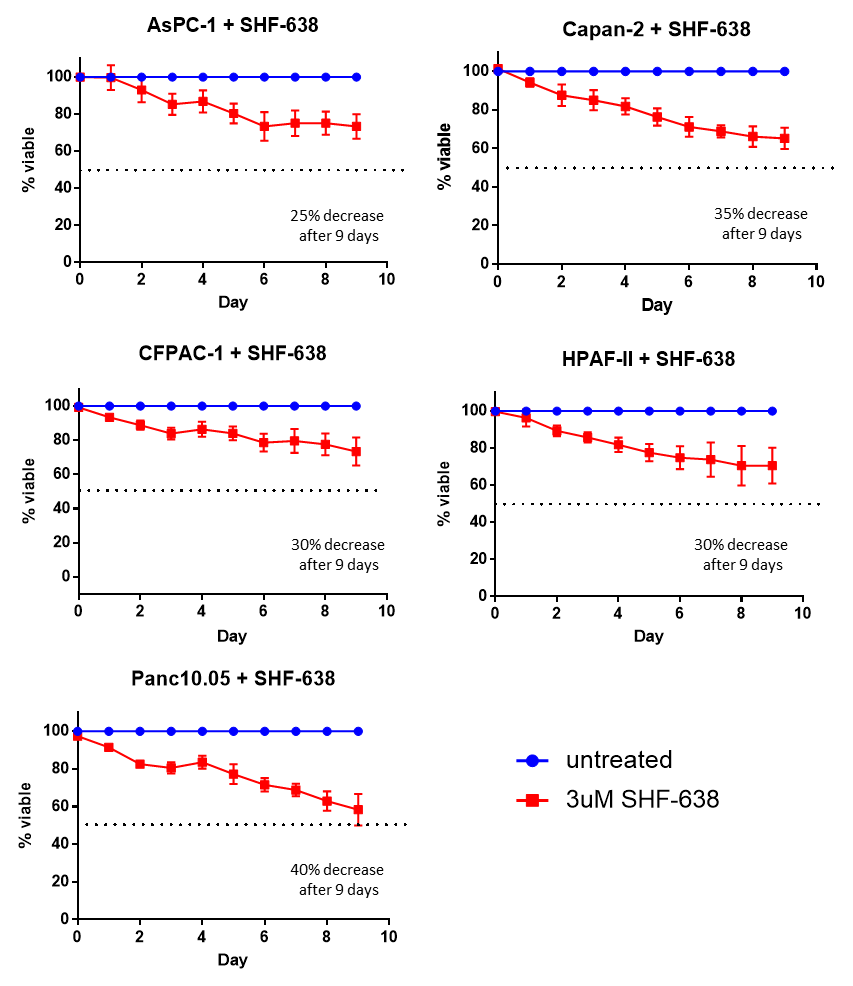 AsPC-1 + SHF-638
% viable
100
80
60
40
20
0
25% decrease
after 9 days
0 2 4 6 8 10
Day
Capan-2 + SHF-638
% viable
100
80
60
40
20
0
35% decrease
after 9 days
0 2 4 6 8 10
Day
CFPAC-1 + SHF-638
% viable
100
80
60
40
20
0
30% decrease
after 9 days
0 2 4 6 8 10
Day
HPAF-II + SHF-638
% viable
100
80
60
40
20
0
30% decrease
after 9 days
0 2 4 6 8 10
Day
Panc10.05 + SHF-638
% viable
100
80
60
40
20
0
40% decrease
after 9 days
0 2 4 6 8 10
Day
untreated
3uM SHF-638